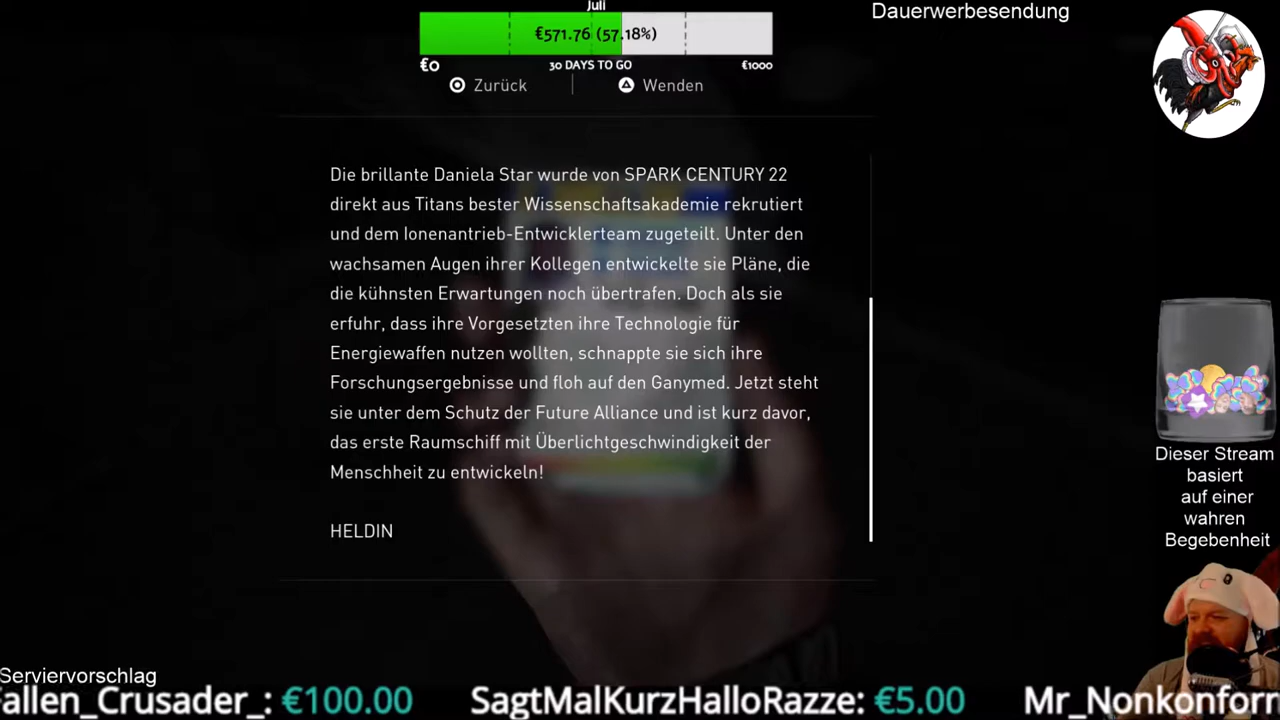 Juli
€571.76 (57.18%)
€0
30 DAYS TO GO
€1000
Dauerwerbesendung
Zurück
Wenden
Die brillante Daniela Star wurde von SPARK CENTURY 22
direkt aus Titans bester Wissenschaftsakademie rekrutiert
und dem Ionenantrieb-Entwicklerteam zugeteilt. Unter den
wachsamen Augen ihrer Kollegen entwickelte sie Pläne, die
die kühnsten Erwartungen noch übertrafen. Doch als sie
erfuhr, dass ihre Vorgesetzten ihre Technologie für
Energiewaffen nutzen wollten, schnappte sie sich ihre
Forschungsergebnisse und floh auf den Ganymed. Jetzt steht
sie unter dem Schutz der Future Alliance und ist kurz davor,
das erste Raumschiff mit Überlichtgeschwindigkeit der
Menschheit zu entwickeln!
HELDIN
Dieser Stream
basiert
auf einer
wahren
Begebenheit
Serviervorschlag
Fallen_Crusader_: €100.00 SagtMalKurzHalloRazze: €5.00 Mr_Nonkonform